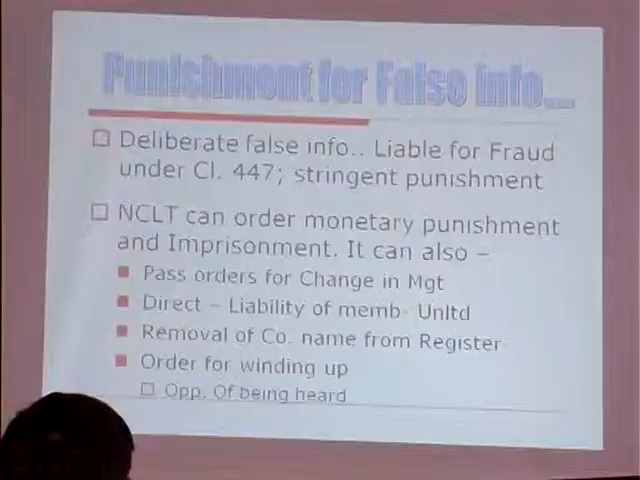 Punishment for False info...
Deliberate false info.. Liable for Fraud
under Cl. 447; stringent punishment
NCLT can order monetary punishment
and Imprisonment. It can also –
Pass orders for Change in Mgt
Direct – Liability of memb- Unltd
Removal of Co. name from Register
Order for winding up
Opp. Of being heard